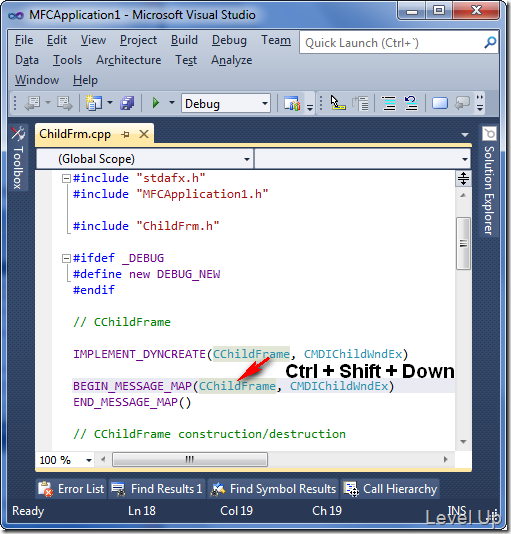 MFCApplication1 - Microsoft Visual Studio
File Edit View Project Build Debug Team
Quick Launch (Ctrl+`)
Data Tools Architecture Test Analyze
Window Help
Debug
Toolbox
ChildFrm.cpp
Solution Explorer
(Global Scope)
#include "stdafx.h"
#include "MFCApplication1.h"
#include "ChildFrm.h"
#ifdef _DEBUG
#define new DEBUG_NEW
#endif
// CChildFrame
IMPLEMENT_DYNCREATE(CChildFrame, CMDIChildWndEx)
Ctrl + Shift + Down
BEGIN_MESSAGE_MAP(CChildFrame, CMDIChildWndEx)
END_MESSAGE_MAP()
// CChildFrame construction/destruction
100 %
Error List Find Results 1 Find Symbol Results Call Hierarchy
Ready Ln 18 Col 19 Ch 19 INS
Level Up